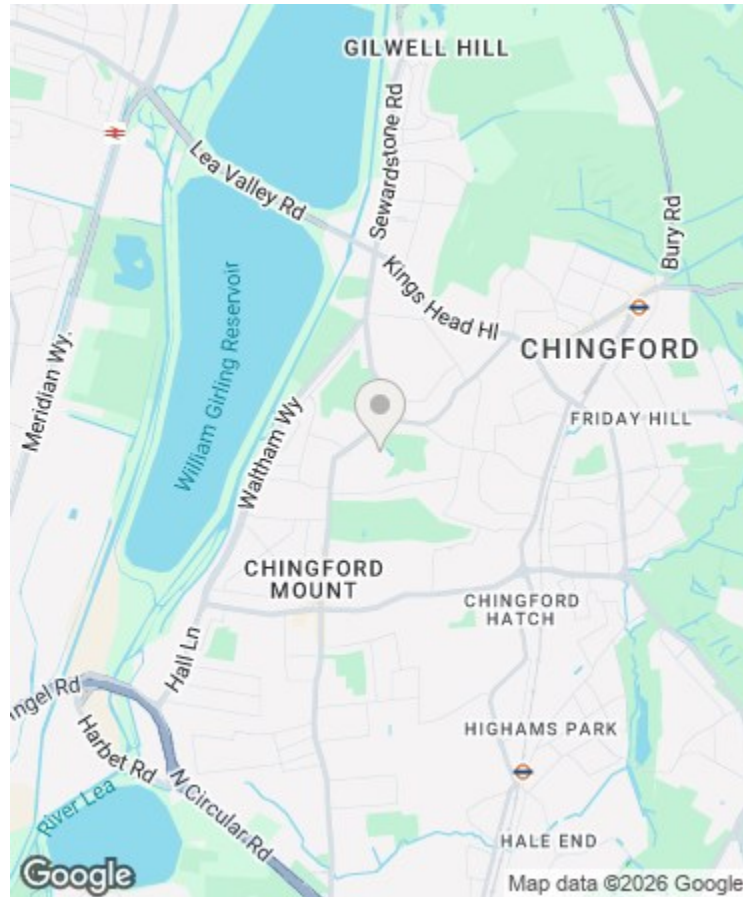 GILWELL HILL
Lea Valley Rd
Sewardstone Rd
Bury Rd
Kings Head Hl
CHINGFORD
Meridian Wy.
William Girling Reservoir
Waltham Wy
FRIDAY HILL
CHINGFORD
MOUNT
CHINGFORD
HATCH
Hall Ln
ngel Rd
Harbet Rd
N Circular Rd
River Lea
HIGHAMS PARK
HALE END
Google
Map data ©2026 Google